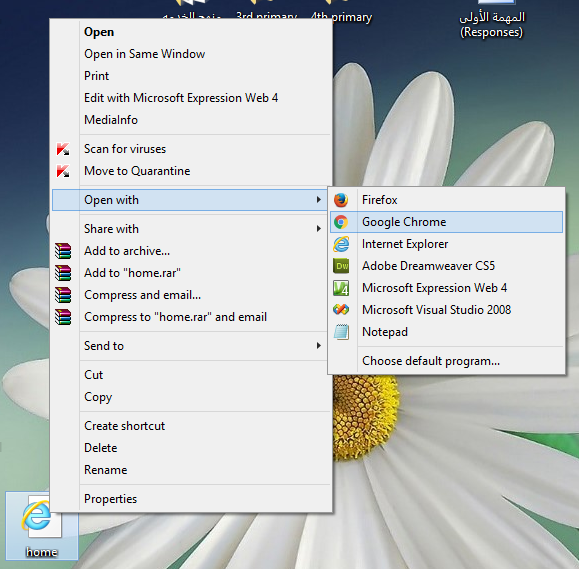 منهج الخدمه
3rd primary
4th primary
المهمة الأولى
(Responses)
Open
Open in Same Window
Print
Edit with Microsoft Expression Web 4
MediaInfo
Scan for viruses
Move to Quarantine
Open with
Share with
Add to archive...
Add to "home.rar"
Compress and email...
Compress to "home.rar" and email
Send to
Cut
Copy
Create shortcut
Delete
Rename
Properties
Firefox
Google Chrome
Internet Explorer
Dw
Adobe Dreamweaver CS5
Microsoft Expression Web 4
Microsoft Visual Studio 2008
Notepad
Choose default program...
home